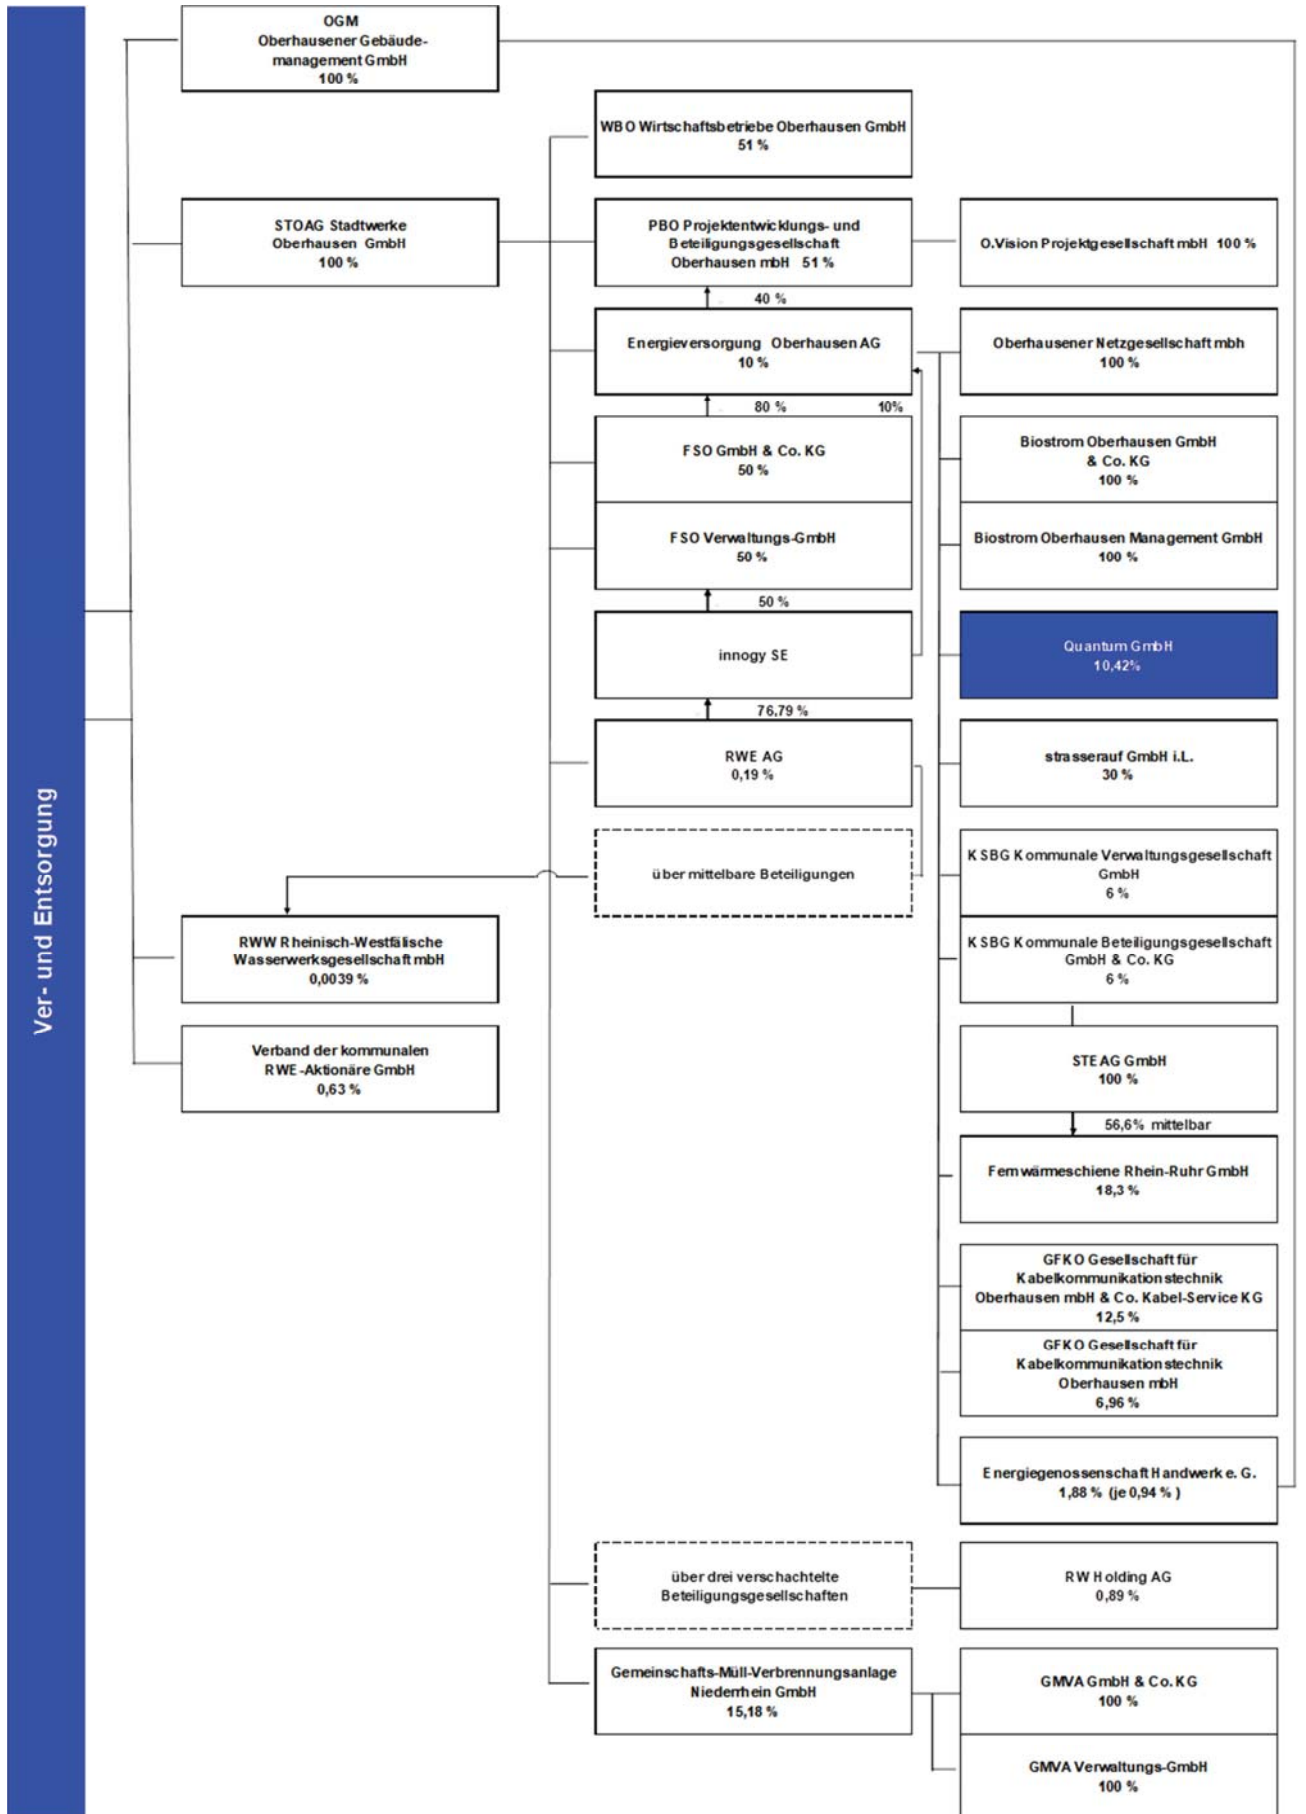 Ver- und Entsorgung
OGM
Oberhausener Gebäude-
management GmbH
100 %
STOAG Stadtwerke
Oberhausen GmbH
100 %
RWW Rheinisch-Westfälische
Wasserwerksgesellschaft mbH
0,0039 %
Verband der kommunalen
RWE-Aktionäre GmbH
0,63 %
WBO Wirtschaftsbetriebe Oberhausen GmbH
51 %
PBO Projektentwicklungs- und
Beteiligungsgesellschaft
Oberhausen mbH 51 %
40 %
Energieversorgung Oberhausen AG
10 %
80 %
10%
FSO GmbH & Co. KG
50 %
FSO Verwaltungs-GmbH
50 %
50 %
innogy SE
76,79 %
RWE AG
0,19 %
über mittelbare Beteiligungen
über drei verschachtelte
Beteiligungsgesellschaften
Gemeinschafts-Müll-Verbrennungsanlage
Niederrhein GmbH
15,18 %
O.Vision Projektgesellschaft mbH 100 %
Oberhausener Netzgesellschaft mbh
100 %
Biostrom Oberhausen GmbH
& Co. KG
100 %
Biostrom Oberhausen Management GmbH
100 %
Quantum GmbH
10,42%
strasserauf GmbH i.L.
30 %
KSBG Kommunale Verwaltungsgesellschaft
GmbH
6 %
KSBG Kommunale Beteiligungsgesellschaft
GmbH & Co. KG
6 %
STEAG GmbH
100 %
56,6% mittelbar
Fernwärmeschiene Rhein-Ruhr GmbH
18,3 %
GFKO Gesellschaft für
Kabelkommunikationstechnik
Oberhausen mbH & Co. Kabel-Service KG
12,5 %
GFKO Gesellschaft für
Kabelkommunikationstechnik
Oberhausen mbH
6,96 %
Energiegenossenschaft Handwerk e. G.
1,88 % (je 0,94 % )
RW Holding AG
0,89 %
GMVA GmbH & Co. KG
100 %
GMVA Verwaltungs-GmbH
100 %